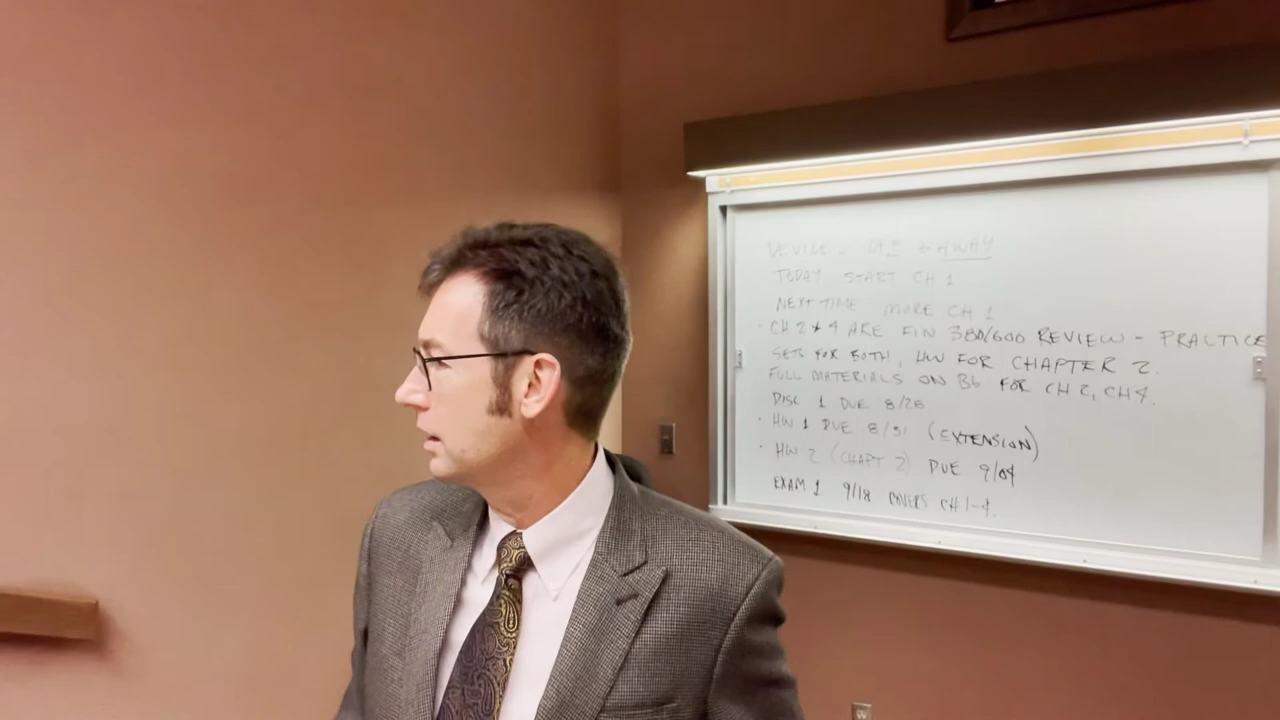 DEVICE - PUT AWAY
TODAY START CH 1
NEXT TIME MORE CH 1
· CH 2 & 4 ARE FIN 380/600 REVIEW - PRACTICE
SETS FOR BOTH, HW FOR CHAPTER 2.
FULL MATERIALS ON Bb FOR CH 2, CH 4.
DISC 1 DUE 8/28
· HW 1 DUE 8/31 (EXTENSION)
· HW 2 (CHAPT 2) DUE 9/04
EXAM 1 9/18 COVERS CH 1-4.